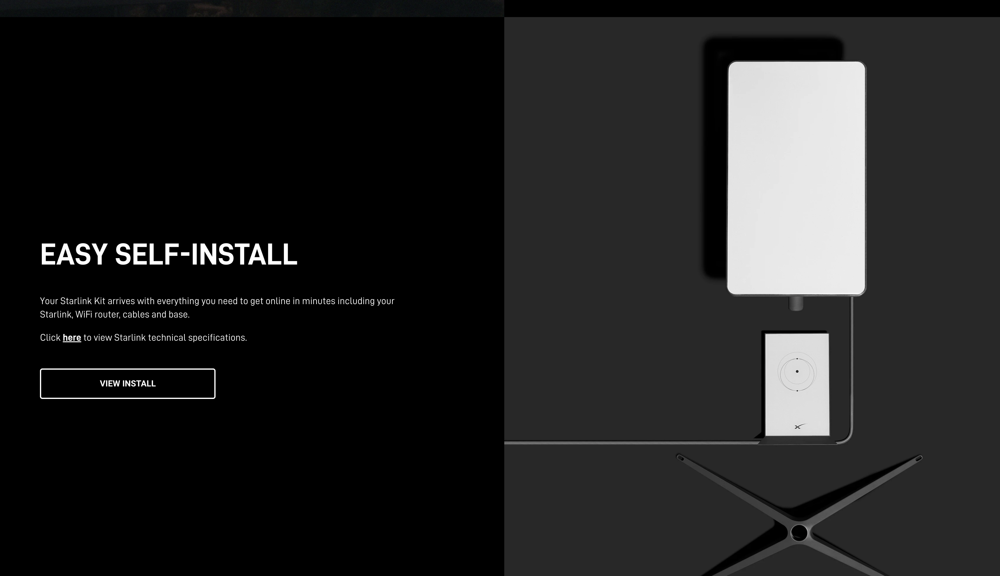 EASY SELF-INSTALL
Your Starlink Kit arrives with everything you need to get online in minutes including your
Starlink, WiFi router, cables and base.
Click here to view Starlink technical specifications.
VIEW INSTALL